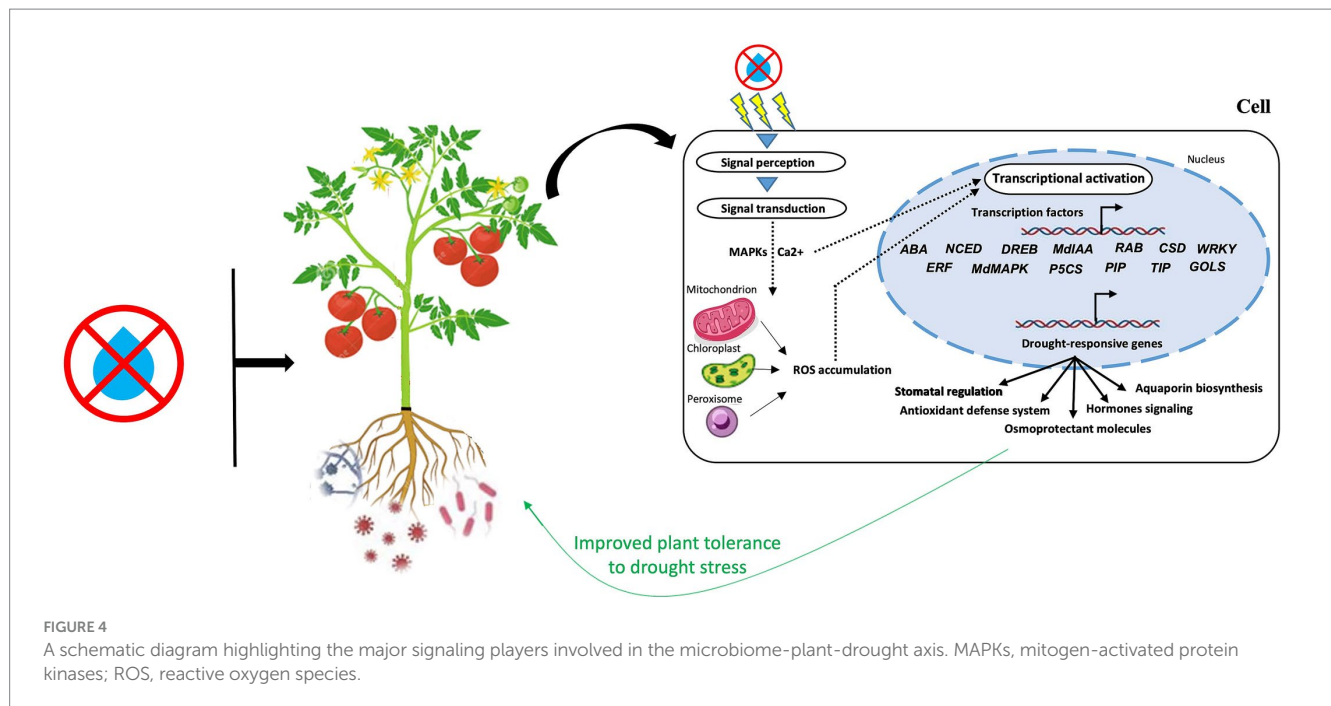 Cell
Nucleus
Signal perception
Signal transduction
MAPKs Ca2+
Mitochondrion
Chloroplast
Peroxisome
ROS accumulation
Transcriptional activation
Transcription factors
ABA NCED DREB MdIAA RAB CSD WRKY
ERF MdMAPK P5CS PIP TIP GOLS
Drought-responsive genes
Stomatal regulation
Aquaporin biosynthesis
Antioxidant defense system
Hormones signaling
Osmoprotectant molecules
Improved plant tolerance
to drought stress
FIGURE 4
A schematic diagram highlighting the major signaling players involved in the microbiome-plant-drought axis. MAPKs, mitogen-activated protein
kinases; ROS, reactive oxygen species.